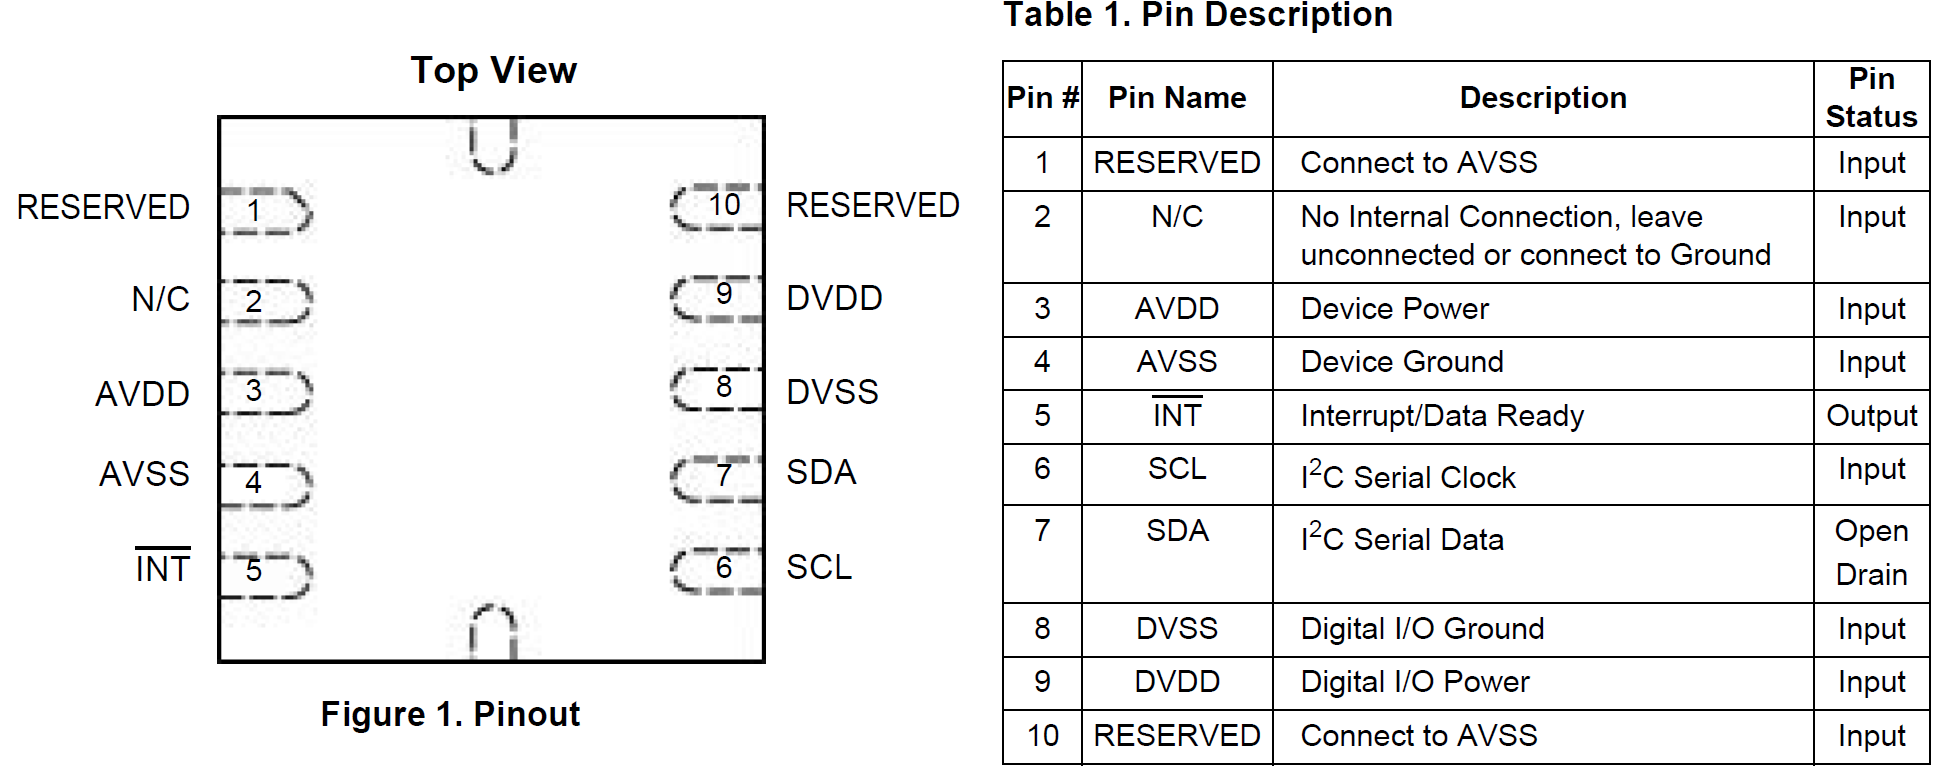 Top View
RESERVED 1 10 RESERVED
N/C 2 9 DVDD
AVDD 3 8 DVSS
AVSS 4 7 SDA
INT 5 6 SCL
Figure 1. Pinout
Table 1. Pin Description
Pin # Pin Name Description Pin Status
1 RESERVED Connect to AVSS Input
2 N/C No Internal Connection, leave Input
unconnected or connect to Ground
3 AVDD Device Power Input
4 AVSS Device Ground Input
5 INT Interrupt/Data Ready Output
6 SCL I²C Serial Clock Input
7 SDA I²C Serial Data Open
Drain
8 DVSS Digital I/O Ground Input
9 DVDD Digital I/O Power Input
10 RESERVED Connect to AVSS Input